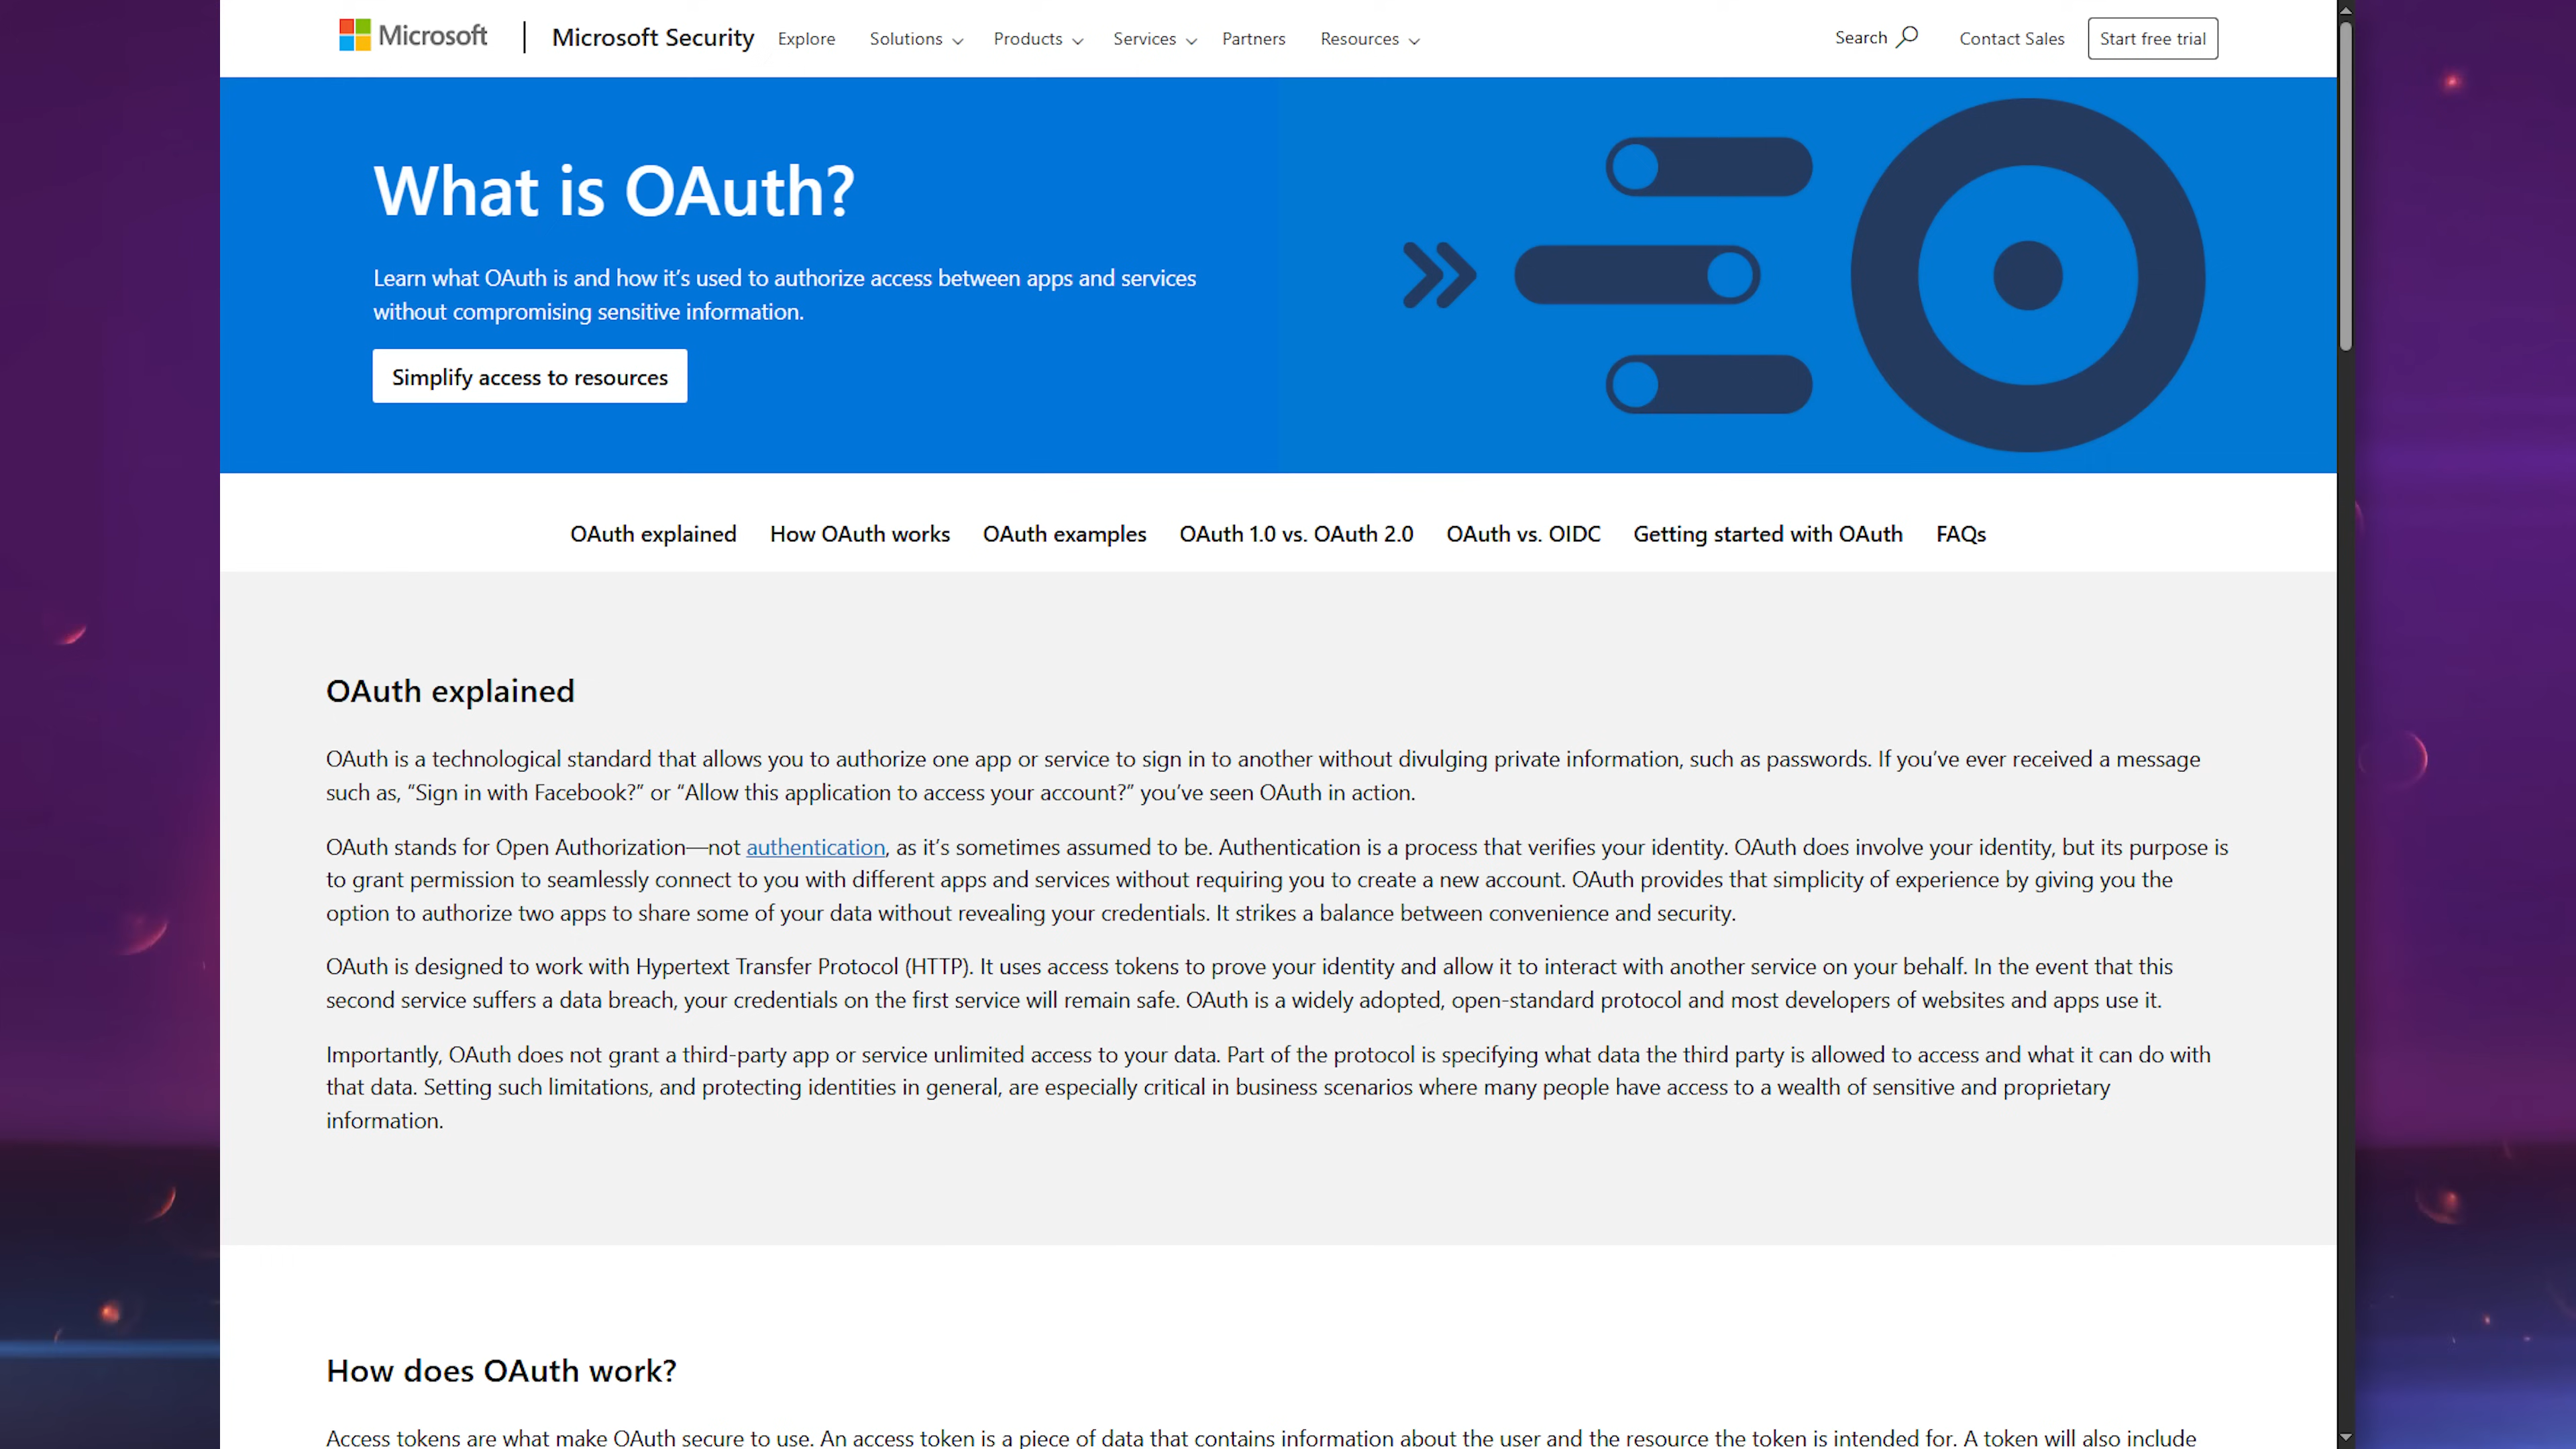 Microsoft Microsoft Security Explore Solutions Products Services Partners Resources Search Contact Sales Start free trial
What is OAuth?
Learn what OAuth is and how it’s used to authorize access between apps and services
without compromising sensitive information.
Simplify access to resources
OAuth explained How OAuth works OAuth examples OAuth 1.0 vs. OAuth 2.0 OAuth vs. OIDC Getting started with OAuth FAQs
OAuth explained
OAuth is a technological standard that allows you to authorize one app or service to sign in to another without divulging private information, such as passwords. If you’ve ever received a message
such as, “Sign in with Facebook?” or “Allow this application to access your account?” you’ve seen OAuth in action.
OAuth stands for Open Authorization—not authentication, as it’s sometimes assumed to be. Authentication is a process that verifies your identity. OAuth does involve your identity, but its purpose is
to grant permission to seamlessly connect to you with different apps and services without requiring you to create a new account. OAuth provides that simplicity of experience by giving you the
option to authorize two apps to share some of your data without revealing your credentials. It strikes a balance between convenience and security.
OAuth is designed to work with Hypertext Transfer Protocol (HTTP). It uses access tokens to prove your identity and allow it to interact with another service on your behalf. In the event that this
second service suffers a data breach, your credentials on the first service will remain safe. OAuth is a widely adopted, open-standard protocol and most developers of websites and apps use it.
Importantly, OAuth does not grant a third-party app or service unlimited access to your data. Part of the protocol is specifying what data the third party is allowed to access and what it can do with
that data. Setting such limitations, and protecting identities in general, are especially critical in business scenarios where many people have access to a wealth of sensitive and proprietary
information.
How does OAuth work?
Access tokens are what make OAuth secure to use. An access token is a piece of data that contains information about the user and the resource the token is intended for. A token will also include